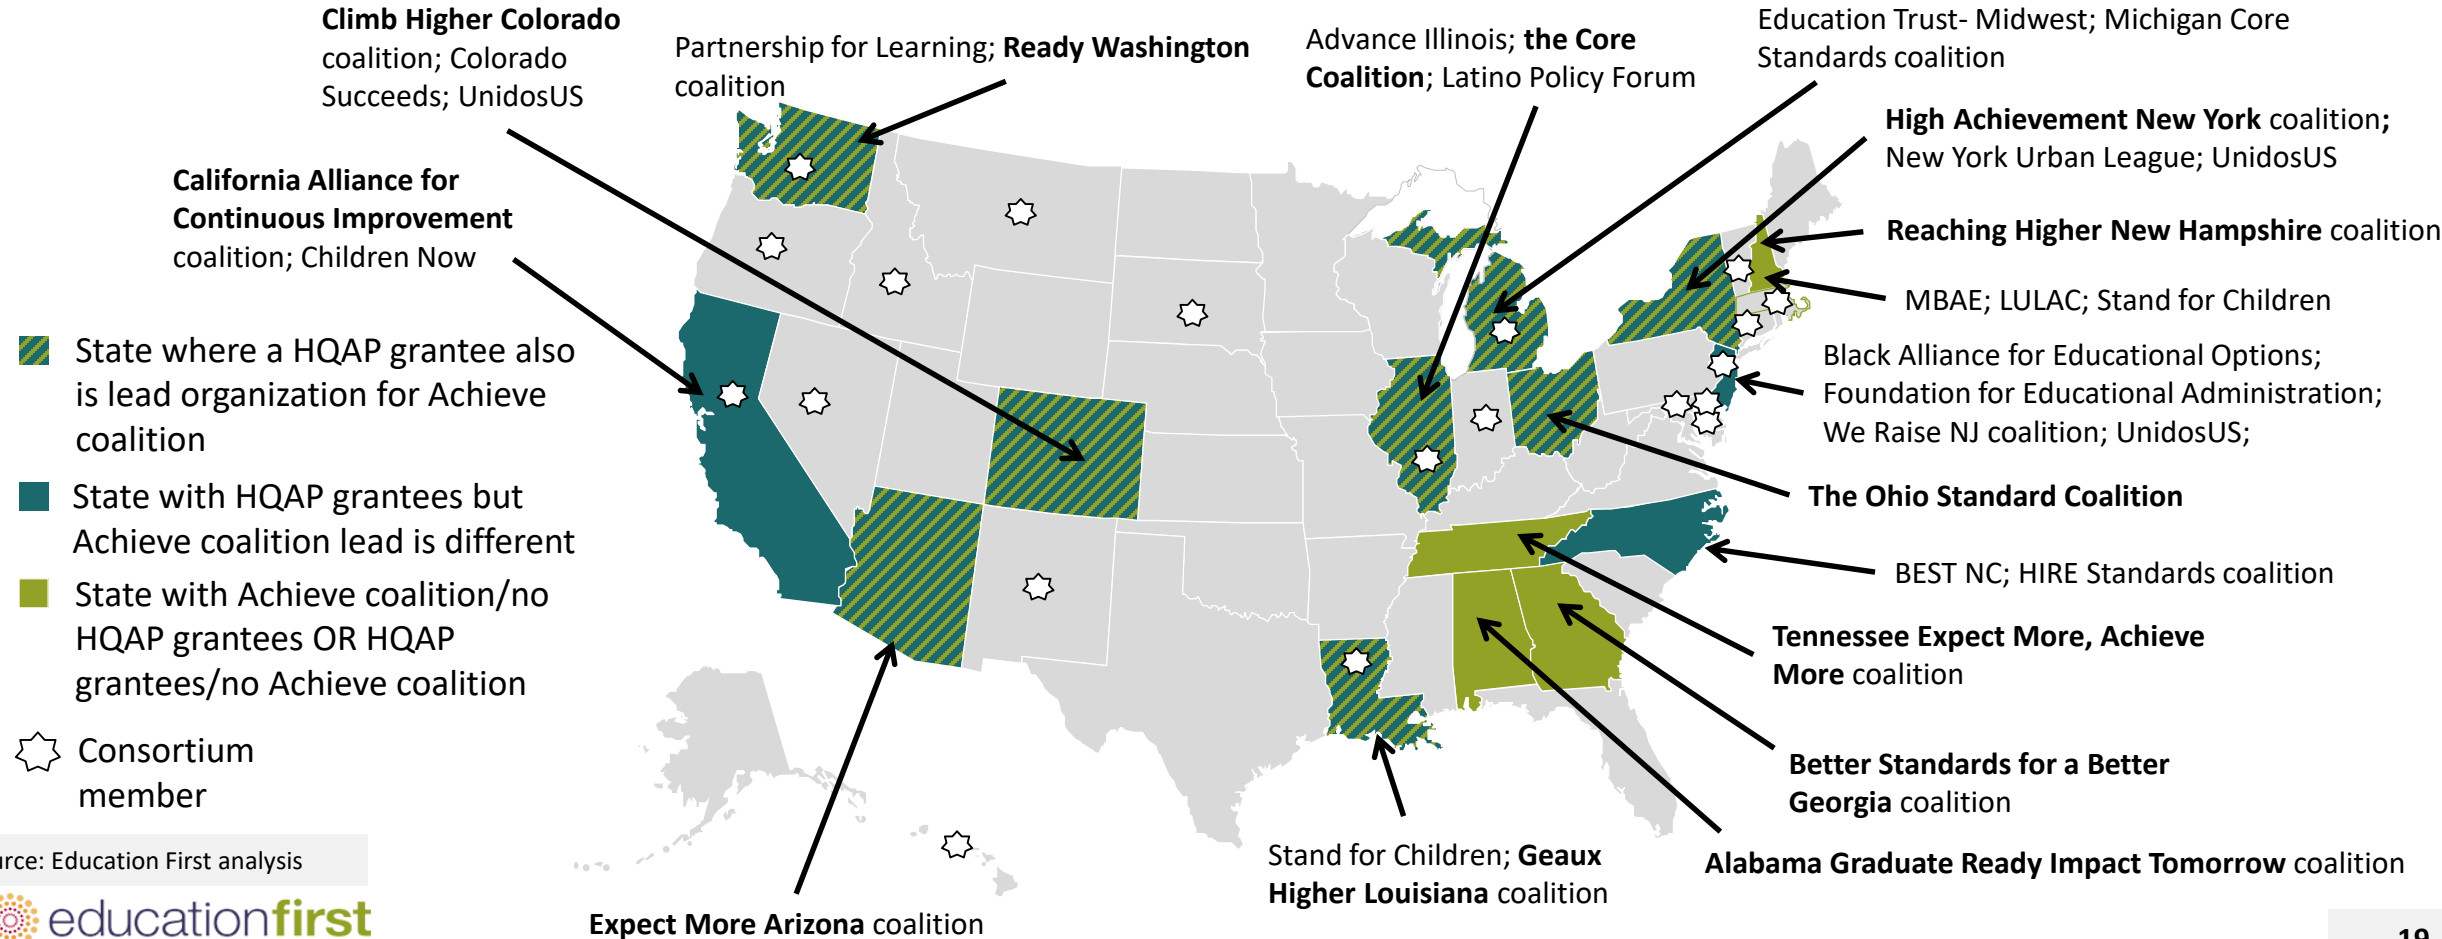 Climb Higher Colorado
coalition; Colorado
Succeeds; UnidosUS
Partnership for Learning; Ready Washington
coalition
Advance Illinois; the Core
Coalition; Latino Policy Forum
Education Trust- Midwest; Michigan Core
Standards coalition
High Achievement New York coalition;
New York Urban League; UnidosUS
California Alliance for
Continuous Improvement
coalition; Children Now
Reaching Higher New Hampshire coalition
MBAE; LULAC; Stand for Children
Black Alliance for Educational Options;
Foundation for Educational Administration;
We Raise NJ coalition; UnidosUS;
The Ohio Standard Coalition
BEST NC; HIRE Standards coalition
Tennessee Expect More, Achieve
More coalition
Better Standards for a Better
Georgia coalition
Alabama Graduate Ready Impact Tomorrow coalition
Stand for Children; Geaux
Higher Louisiana coalition
Expect More Arizona coalition
State where a HQAP grantee also
is lead organization for Achieve
coalition
State with HQAP grantees but
Achieve coalition lead is different
State with Achieve coalition/no
HQAP grantees OR HQAP
grantees/no Achieve coalition
Consortium
member
urce: Education First analysis
educationfirst
19